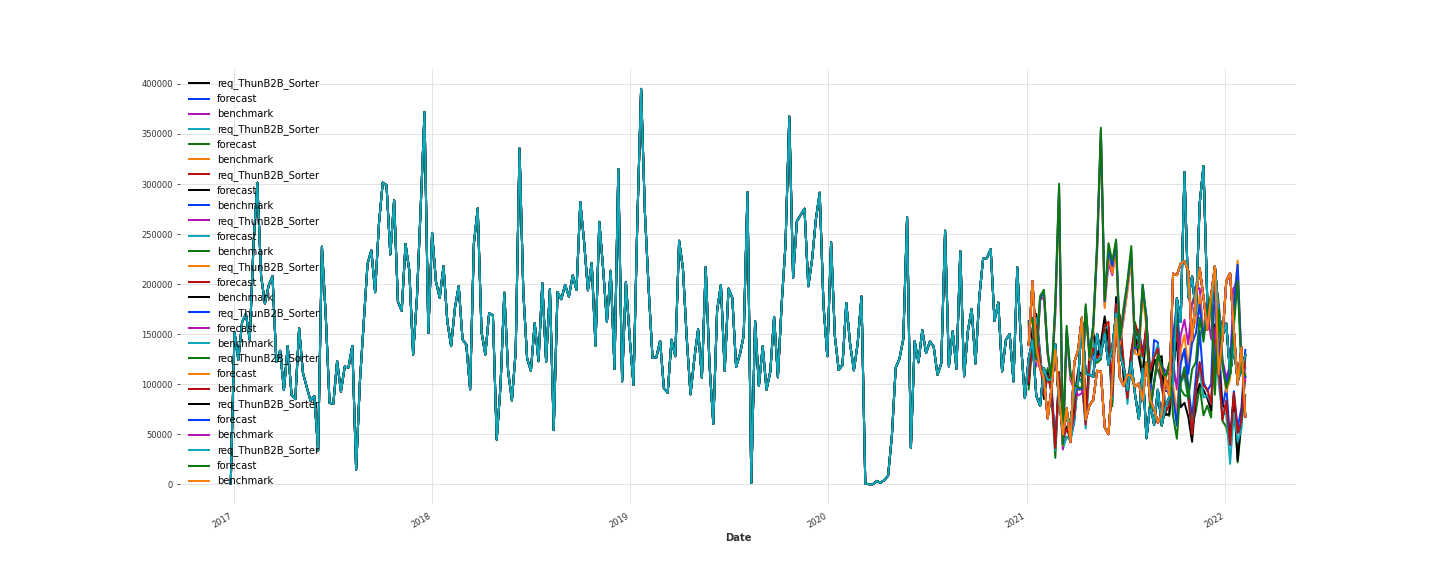 400000
350000
300000
250000
200000
150000
100000
50000
0
req_ThunB2B_Sorter
forecast
benchmark
req_ThunB2B_Sorter
forecast
benchmark
req_ThunB2B_Sorter
forecast
benchmark
req_ThunB2B_Sorter
forecast
benchmark
req_ThunB2B_Sorter
forecast
benchmark
req_ThunB2B_Sorter
forecast
benchmark
req_ThunB2B_Sorter
forecast
benchmark
req_ThunB2B_Sorter
forecast
benchmark
req_ThunB2B_Sorter
forecast
benchmark
2017
2018
2019
2020
2021
2022
Date